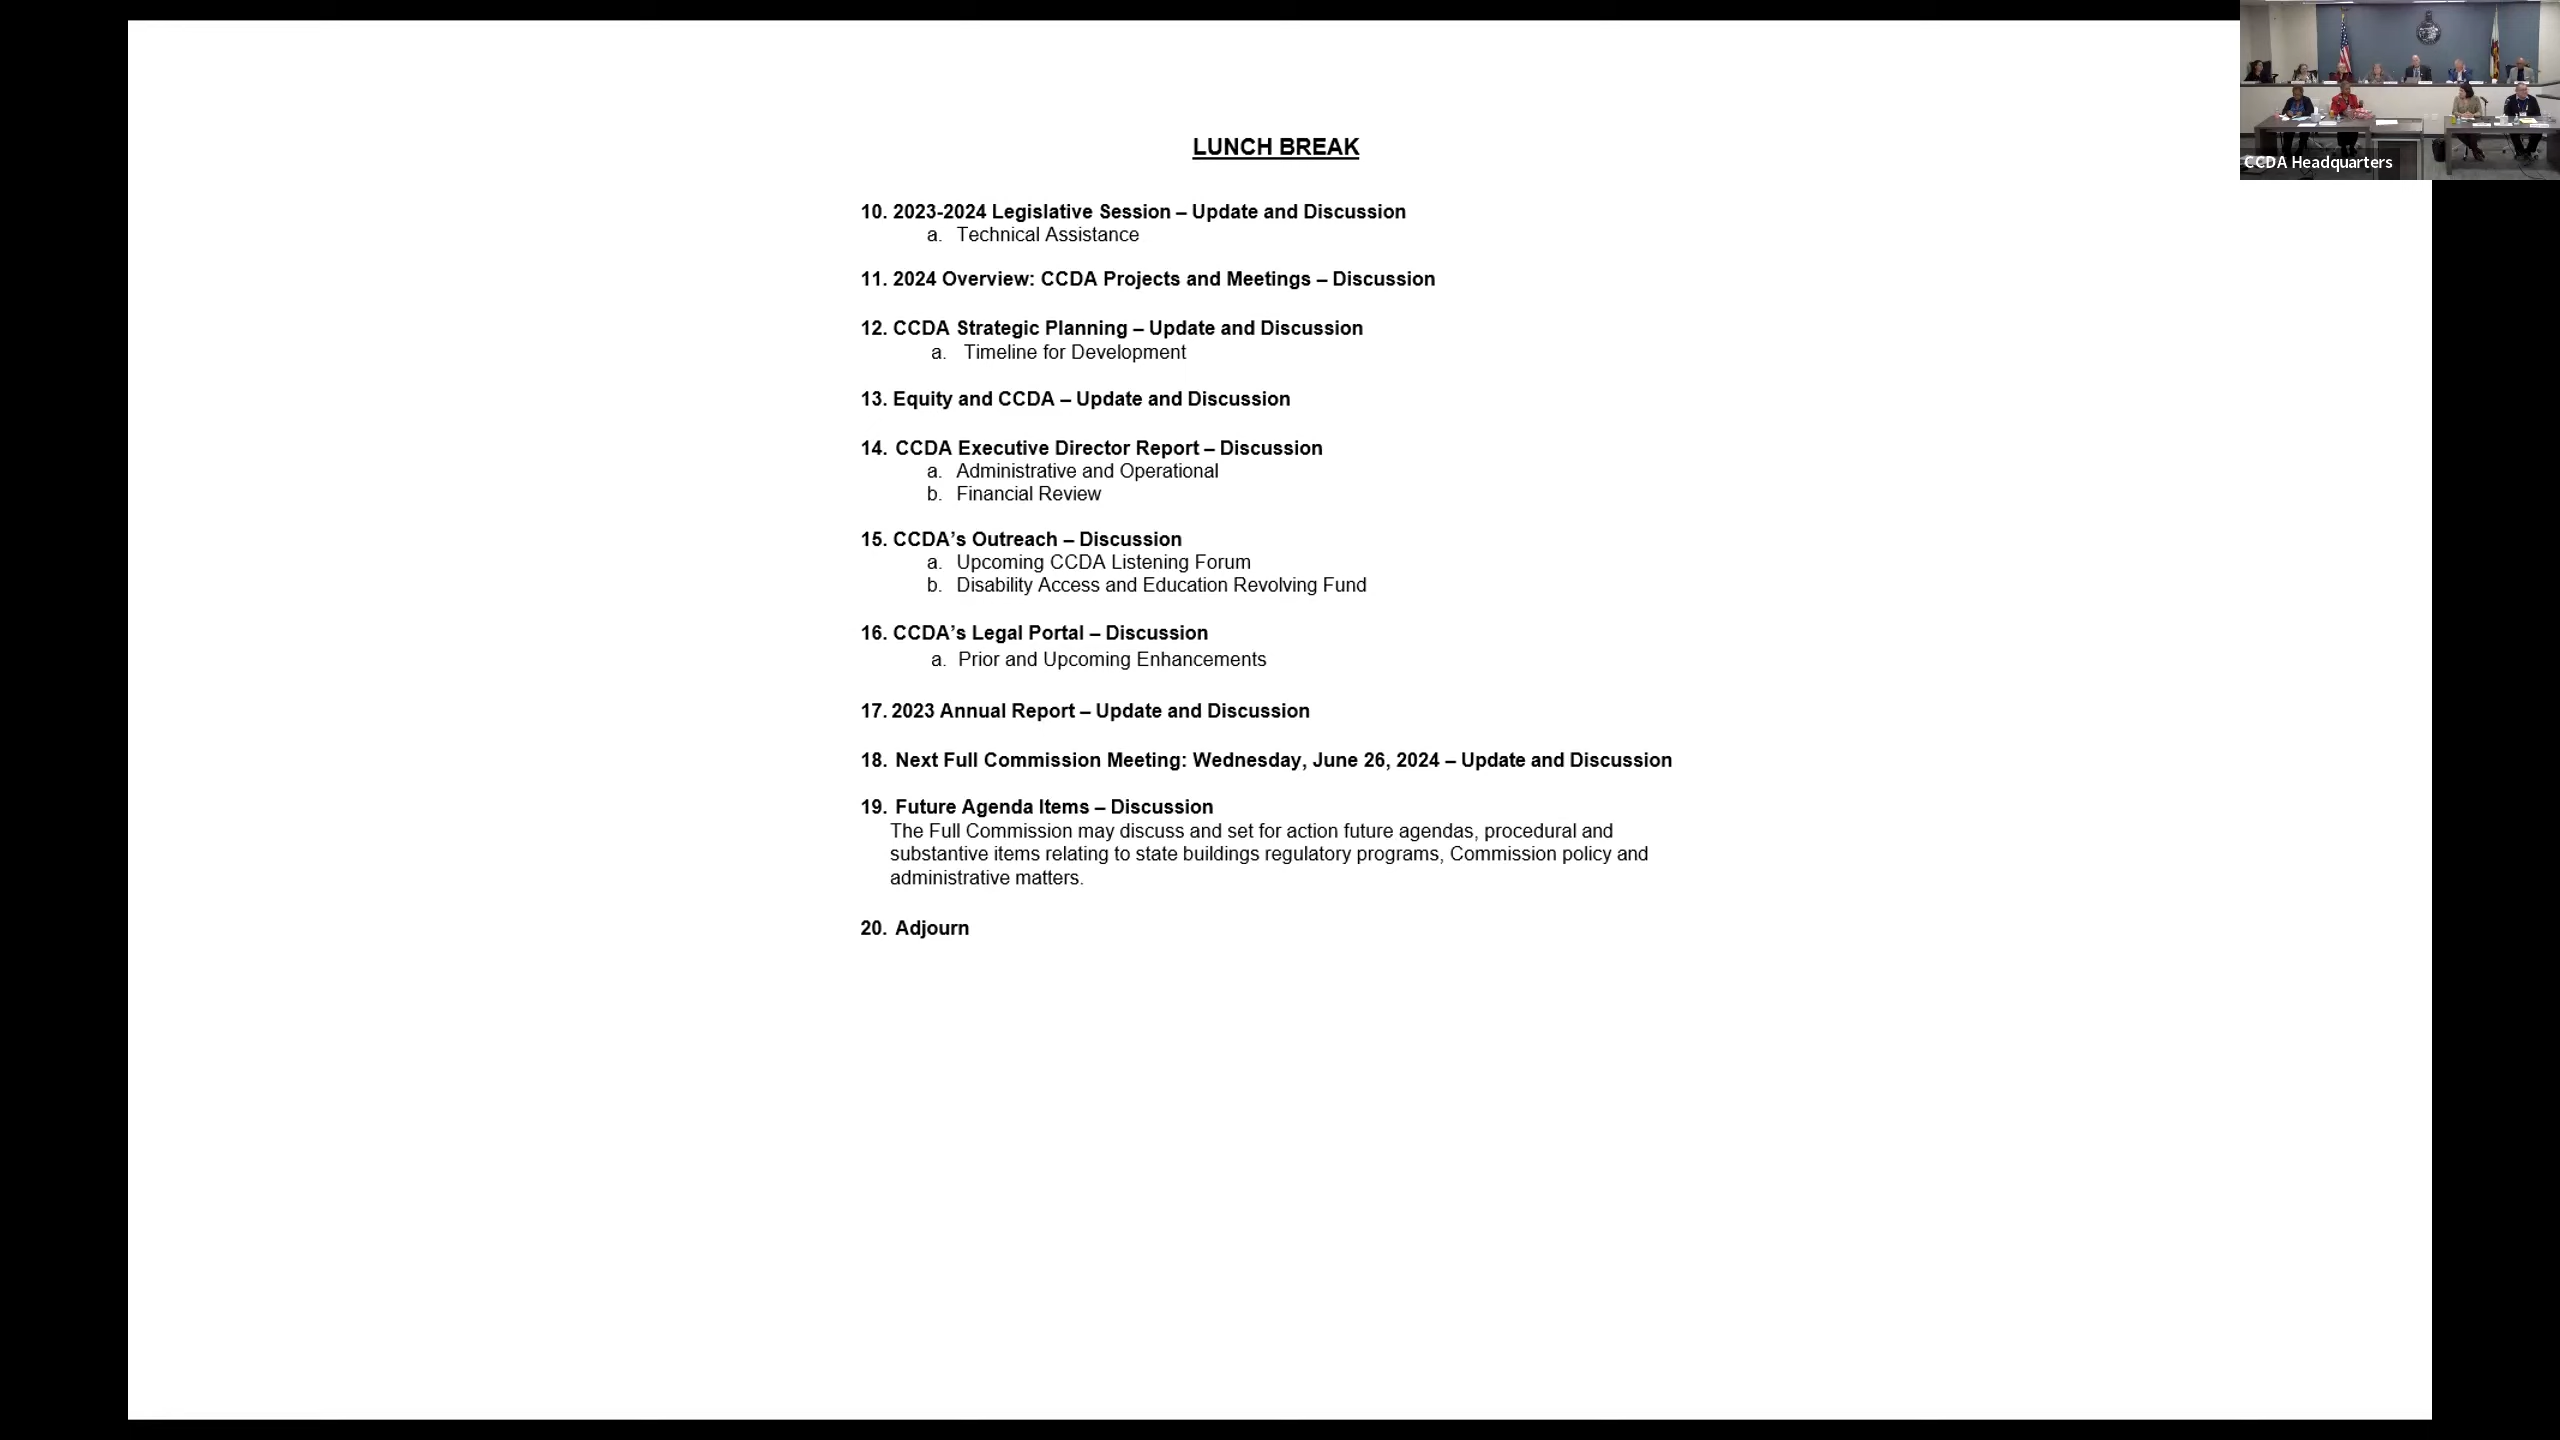 LUNCH BREAK
10. 2023-2024 Legislative Session – Update and Discussion
a. Technical Assistance
11. 2024 Overview: CCDA Projects and Meetings – Discussion
12. CCDA Strategic Planning – Update and Discussion
a. Timeline for Development
13. Equity and CCDA – Update and Discussion
14. CCDA Executive Director Report – Discussion
a. Administrative and Operational
b. Financial Review
15. CCDA’s Outreach – Discussion
a. Upcoming CCDA Listening Forum
b. Disability Access and Education Revolving Fund
16. CCDA’s Legal Portal – Discussion
a. Prior and Upcoming Enhancements
17. 2023 Annual Report – Update and Discussion
18. Next Full Commission Meeting: Wednesday, June 26, 2024 – Update and Discussion
19. Future Agenda Items – Discussion
The Full Commission may discuss and set for action future agendas, procedural and
substantive items relating to state buildings regulatory programs, Commission policy and
administrative matters.
20. Adjourn
CCDA Headquarters